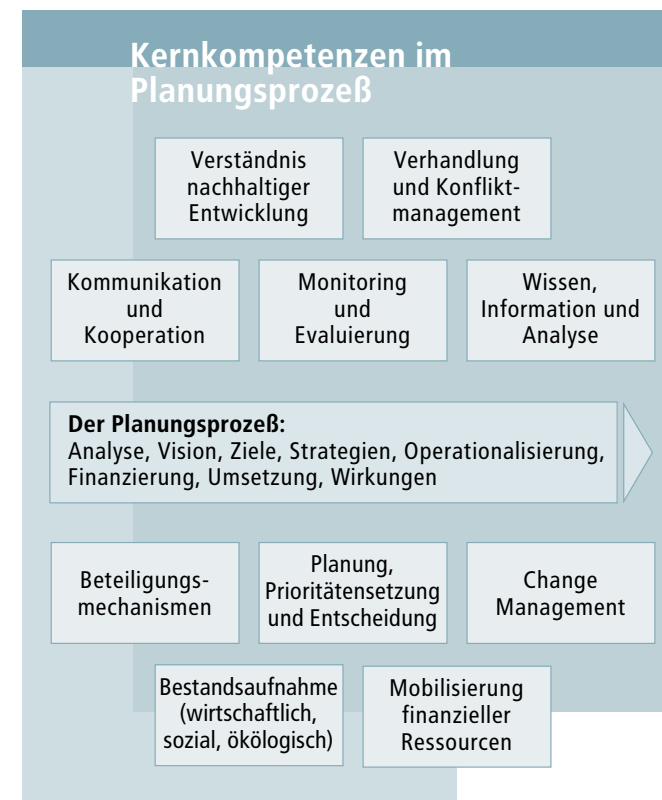 Kernkompetenzen im
Planungsprozeß
Verständnis
nachhaltiger
Entwicklung
Verhandlung
und Konflikt-
management
Kommunikation
und
Kooperation
Monitoring
und
Evaluierung
Wissen,
Information und
Analyse
Der Planungsprozeß:
Analyse, Vision, Ziele, Strategien, Operationalisierung,
Finanzierung, Umsetzung, Wirkungen
Beteiligungs-
mechanismen
Planung,
Prioritätensetzung
und Entscheidung
Change
Management
Bestandsaufnahme
(wirtschaftlich,
sozial, ökologisch)
Mobilisierung
finanzieller
Ressourcen